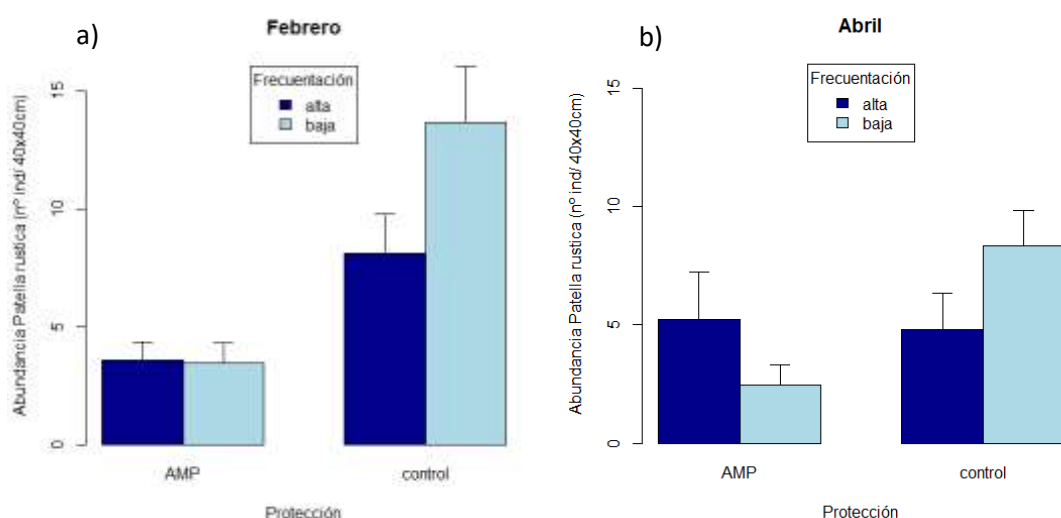 a)
Febrero
Abundancia Patella rustica (nº ind/ 40x40cm)
15
10
5
0
Frecuentación
alta
baja
AMP
control
Protección
b)
Abril
Abundancia Patella rustica (nº ind/ 40x40cm)
15
10
5
0
Frecuentación
alta
baja
AMP
control
Protección